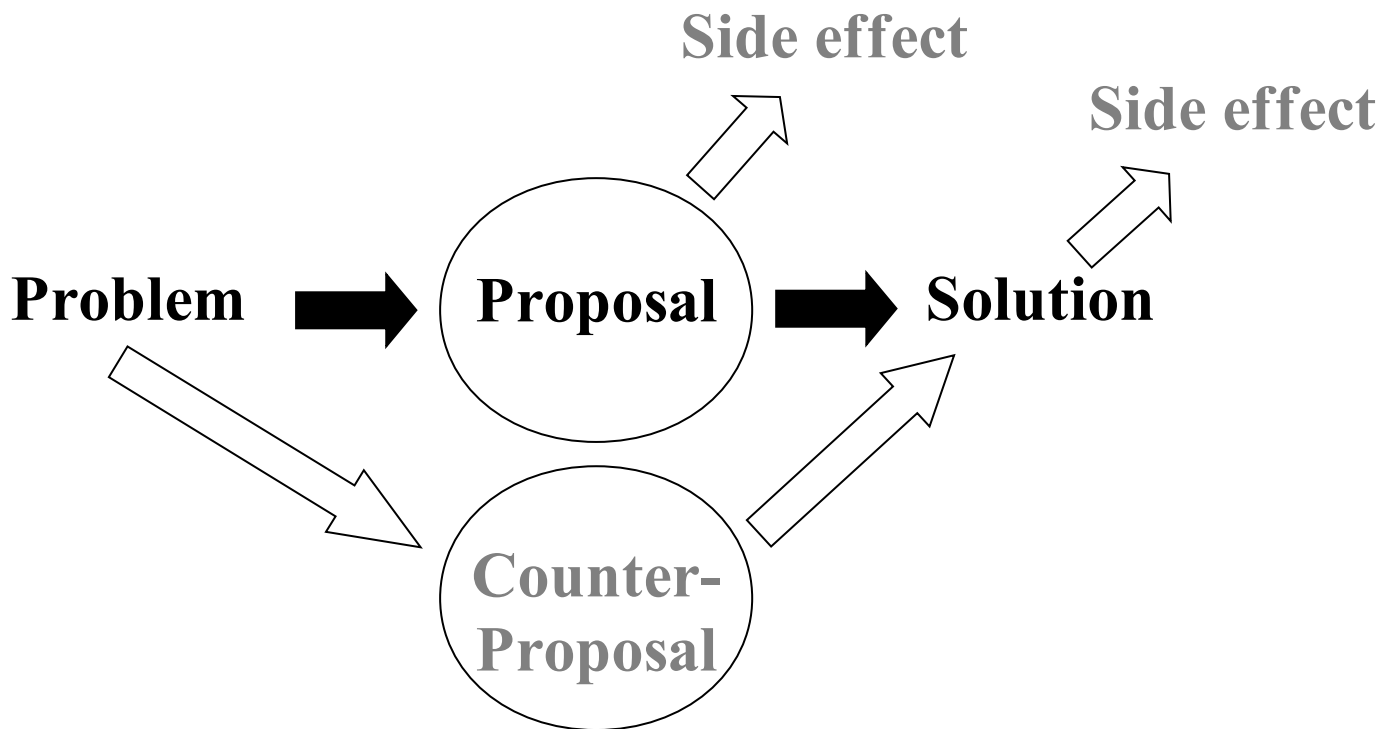 Side effect
Side effect
Problem
Proposal
Solution
Counter-
Proposal